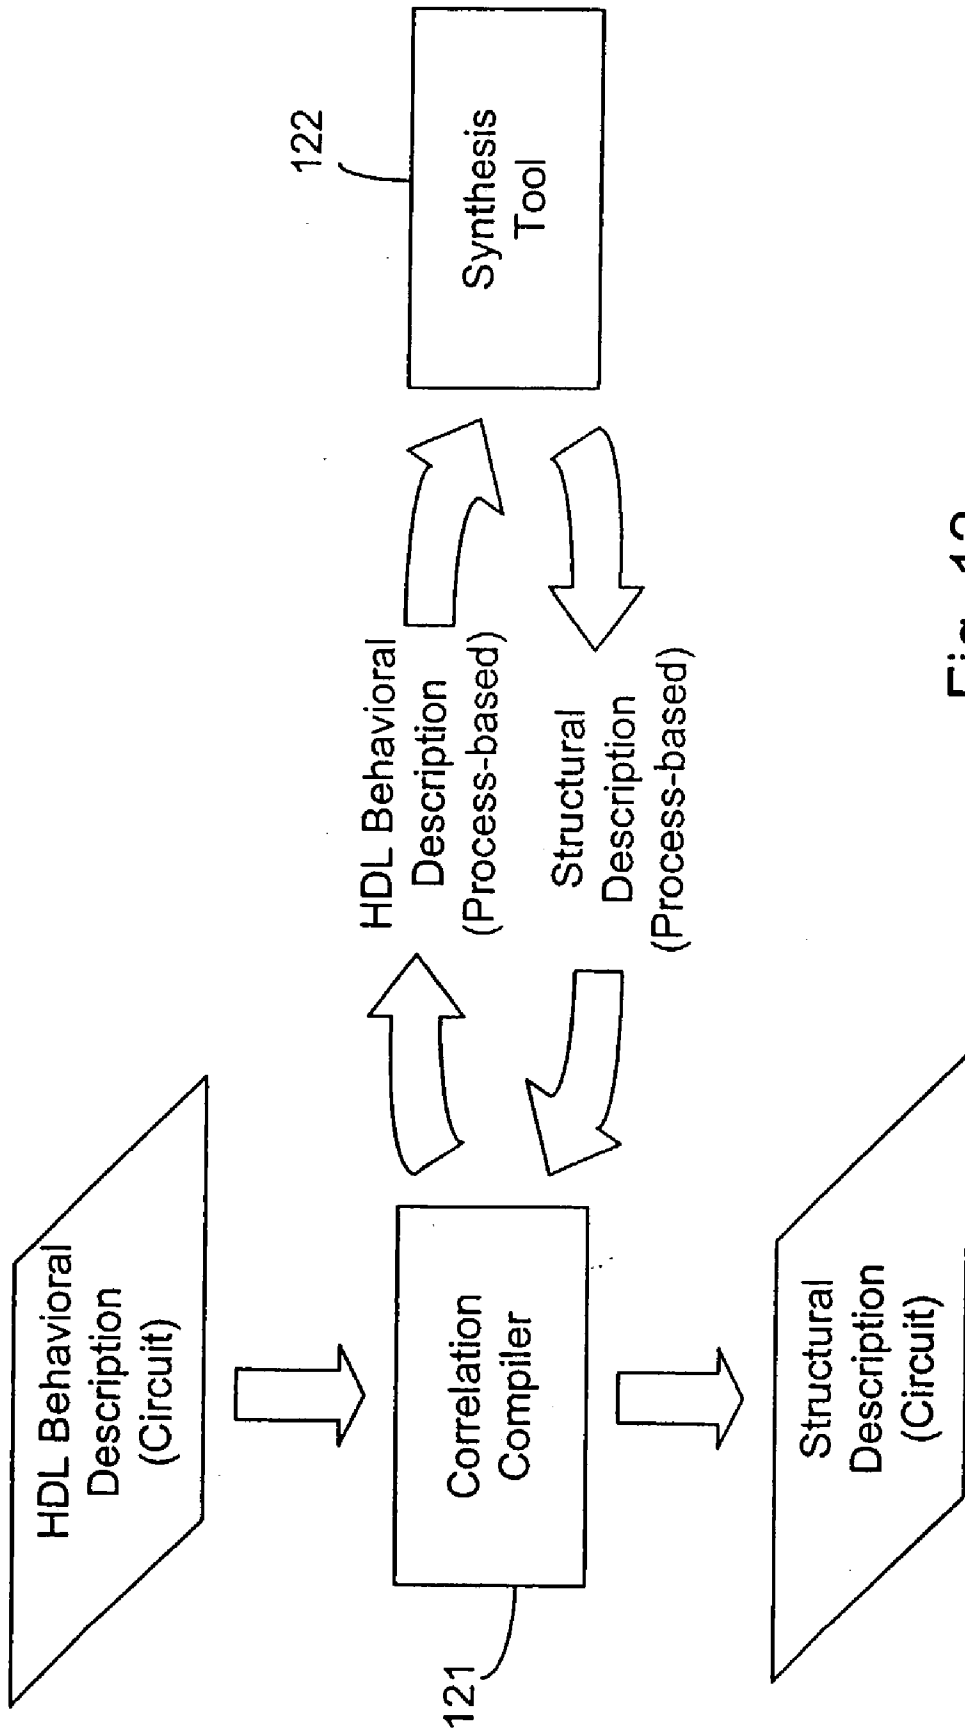 HDL Behavioral
Description
(Circuit)
121
Correlation
Compiler
HDL Behavioral
Description
(Process-based)
Structural
Description
(Process-based)
122
Synthesis
Tool
Structural
Description
(Circuit)